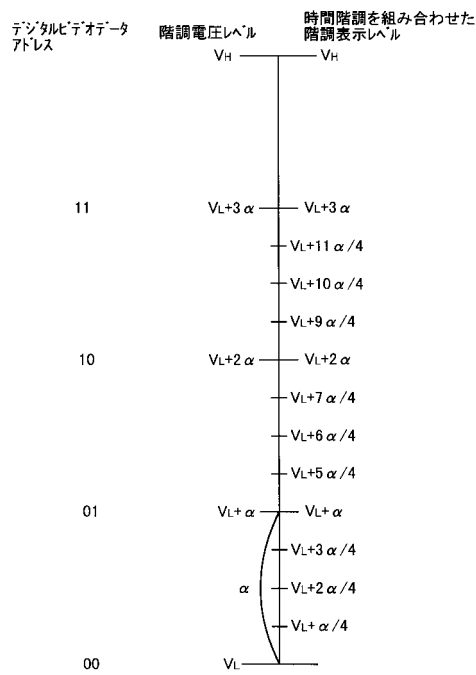 デジタルビデオデータ
アドレス
階調電圧レベル
時間階調を組み合わせた
階調表示レベル
VH
VH
11
VL+3α
VL+3α
VL+11α/4
VL+10α/4
VL+9α/4
10
VL+2α
VL+2α
VL+7α/4
VL+6α/4
VL+5α/4
01
VL+α
VL+α
VL+3α/4
α
VL+2α/4
VL+α/4
00
VL